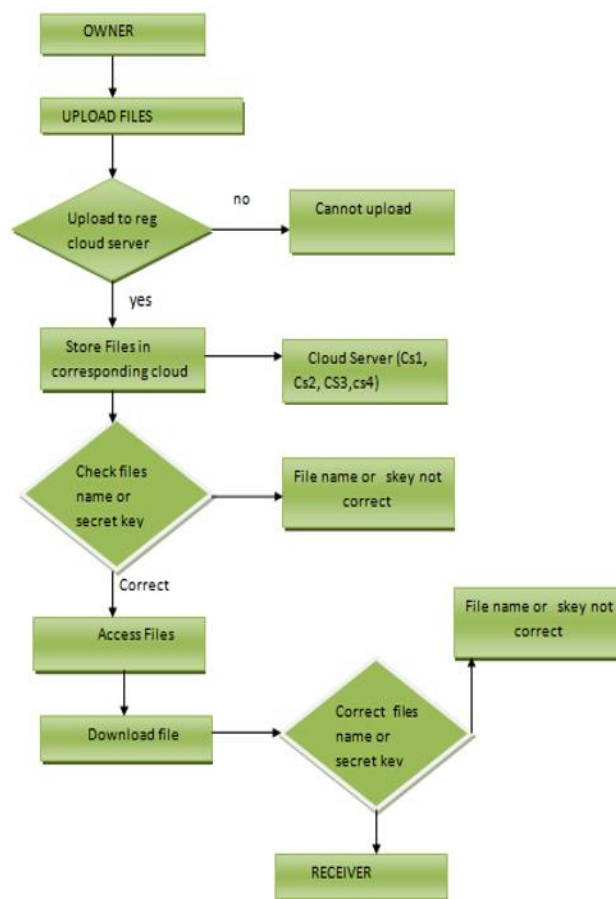 OWNER
UPLOAD FILES
Upload to reg
cloud server
no
Cannot upload
yes
Store Files in
corresponding cloud
Cloud Server (Cs1,
Cs2, CS3,cs4)
Check files
name or
secret key
File name or skey not
correct
Correct
Access Files
File name or skey not
correct
Download file
Correct files
name or
secret key
RECEIVER